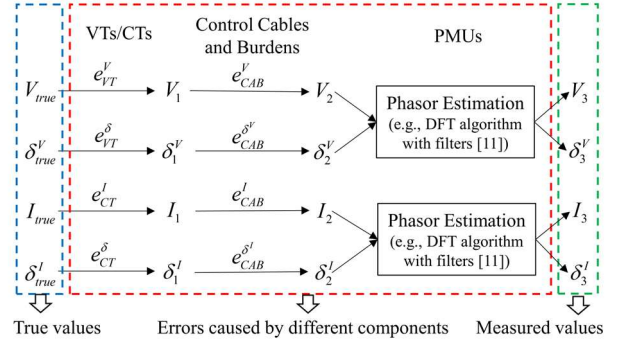 VTs/CTs
Control Cables
and Burdens
PMUs
V_true e^V_VT V_1 e^V_CAB V_2
Phasor Estimation
(e.g., DFT algorithm
with filters [11])
V_3
δ^V_true e^δ_VT δ^V_1 e^{δ^V}_CAB δ^V_2 δ^V_3
I_true e^I_CT I_1 e^I_CAB I_2
Phasor Estimation
(e.g., DFT algorithm
with filters [11])
I_3
δ^I_true e^δ_CT δ^I_1 e^{δ^I}_CAB δ^I_2 δ^I_3
True values
Errors caused by different components
Measured values